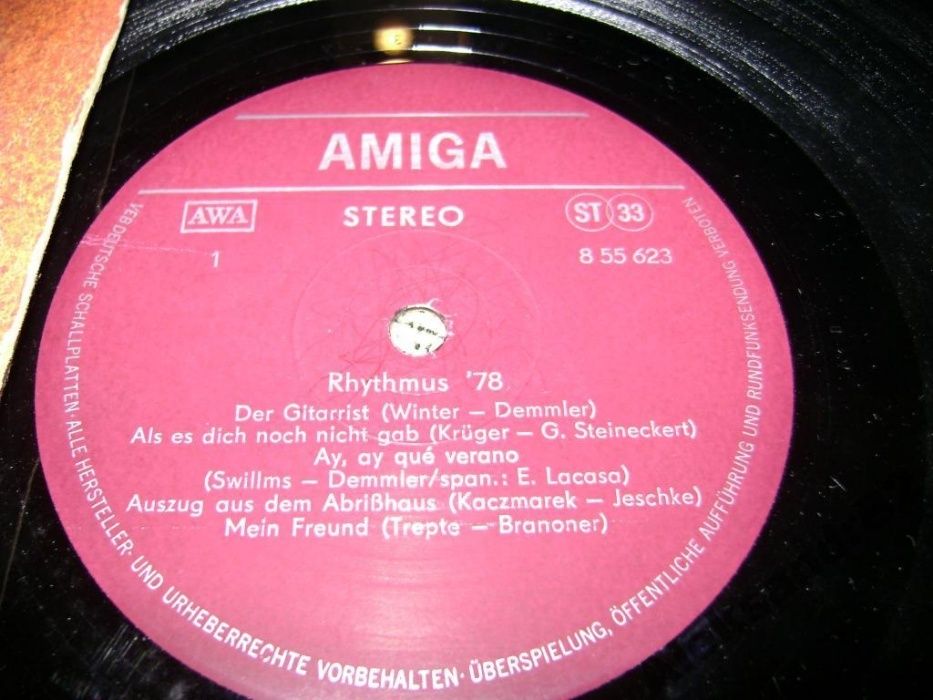 AMIGA
AWA STEREO ST 33
1 8 55 623
Rhythmus '78
Der Gitarrist (Winter – Demmler)
Als es dich noch nicht gab (Krüger – G. Steineckert)
Ay, ay qué verano
(Swillms – Demmler/span.: E. Lacasa)
Auszug aus dem Abrißhaus (Kaczmarek – Jeschke)
Mein Freund (Trepte – Branoner)
VEB DEUTSCHE SCHALLPLATTEN · ALLE HERSTELLER- UND URHEBERRECHTE VORBEHALTEN · ÜBERSPIELUNG, ÖFFENTLICHE AUFFÜHRUNG UND RUNDFUNKSENDUNG VERBOTEN